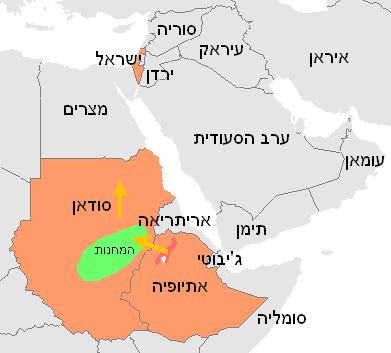 סוריה
ישראל
עיראק
איראן
ירדן
מצרים
ערב הסעודית
עומאן
סודאן
אריתריאה
תימן
המחנות
ג'יבוטי
אתיופיה
סומליה